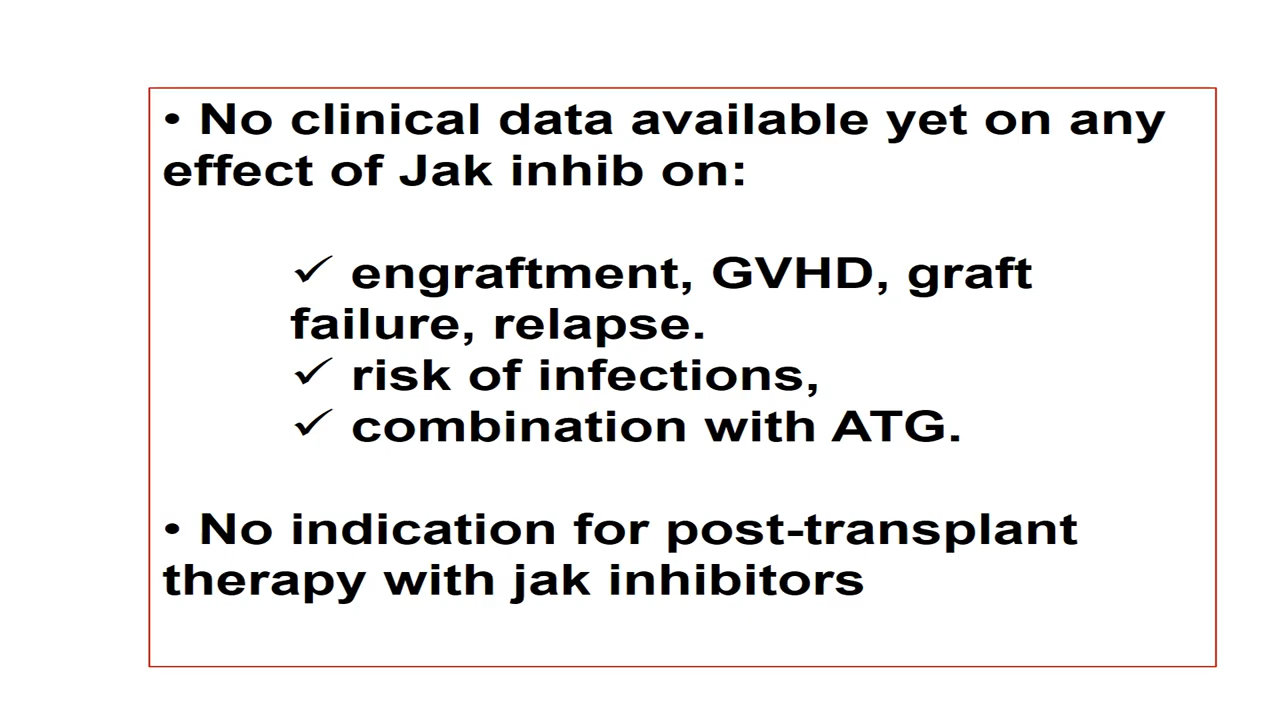 • No clinical data available yet on any
effect of Jak inhib on:
✓ engraftment, GVHD, graft
failure, relapse.
✓ risk of infections,
✓ combination with ATG.
• No indication for post-transplant
therapy with jak inhibitors